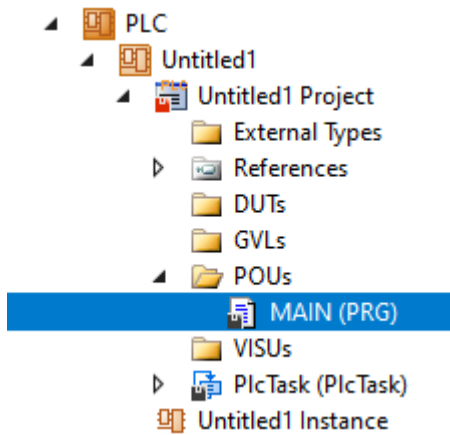 PLC
Untitled1
Untitled1 Project
External Types
References
DUTs
GVLs
POUs
MAIN (PRG)
VISUs
PlcTask (PlcTask)
Untitled1 Instance